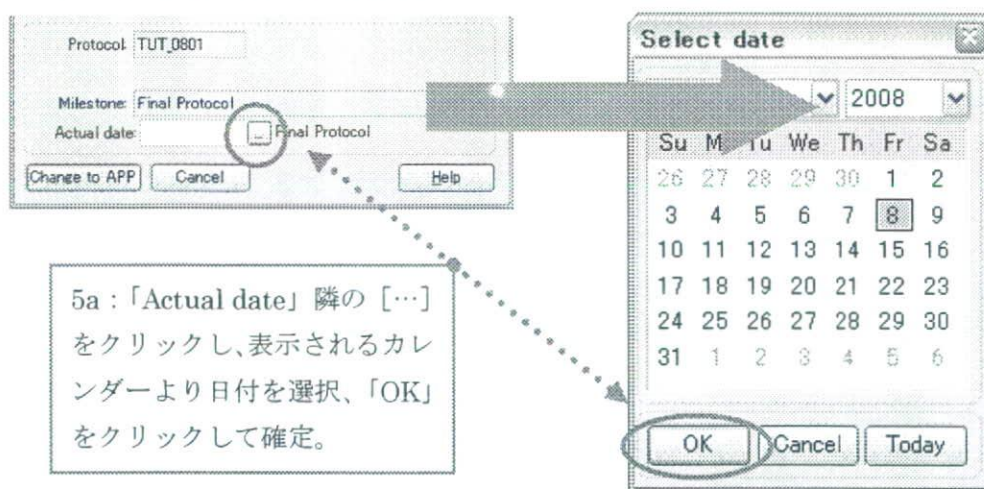 Protocol: TUT_0801
Milestone: Final Protocol
Actual date: ... Final Protocol
Change to APP Cancel Help
5a：「Actual date」隣の［…］
をクリックし、表示されるカレ
ンダーより日付を選択、「OK」
をクリックして確定。
Select date
2008
Su M Tu We Th Fr Sa
26 27 28 29 30 1 2
3 4 5 6 7 8 9
10 11 12 13 14 15 16
17 18 19 20 21 22 23
24 25 26 27 28 29 30
31 1 2 3 4 5 6
OK Cancel Today